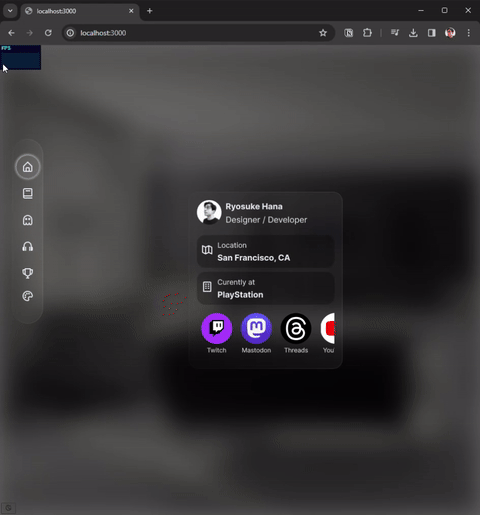 localhost:3000
localhost:3000
FPS
Ryosuke Hana
Designer / Developer
Location
San Francisco, CA
Curently at
PlayStation
Twitch
Mastodon
Threads
You